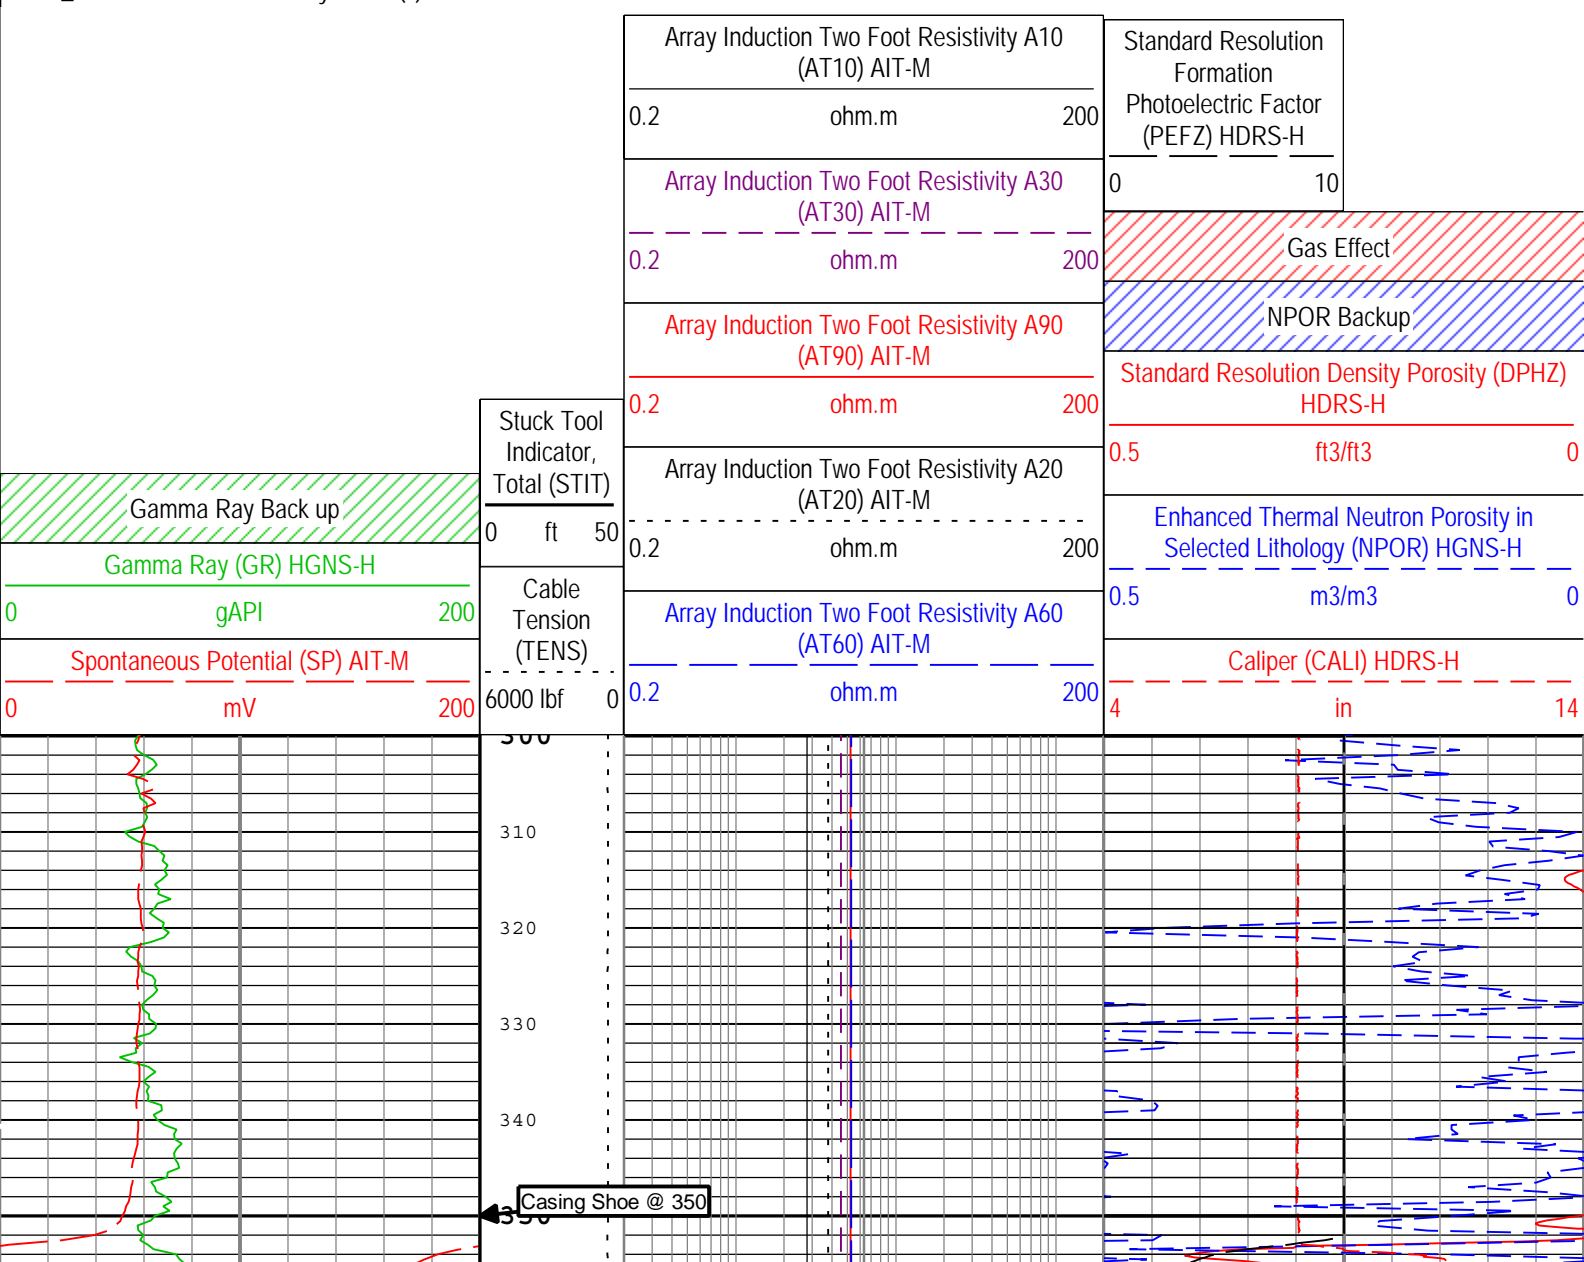 Array Induction Two Foot Resistivity A10
(AT10) AIT-M
0.2 ohm.m 200
Array Induction Two Foot Resistivity A30
(AT30) AIT-M
0.2 ohm.m 200
Array Induction Two Foot Resistivity A90
(AT90) AIT-M
0.2 ohm.m 200
Array Induction Two Foot Resistivity A20
(AT20) AIT-M
0.2 ohm.m 200
Array Induction Two Foot Resistivity A60
(AT60) AIT-M
0.2 ohm.m 200
Standard Resolution
Formation
Photoelectric Factor
(PEFZ) HDRS-H
0 10
Gas Effect
NPOR Backup
Standard Resolution Density Porosity (DPHZ)
HDRS-H
0.5 ft3/ft3 0
Enhanced Thermal Neutron Porosity in
Selected Lithology (NPOR) HGNS-H
0.5 m3/m3 0
Caliper (CALI) HDRS-H
4 in 14
Stuck Tool
Indicator,
Total (STIT)
0 ft 50
Cable
Tension
(TENS)
6000 lbf 0
Gamma Ray Back up
Gamma Ray (GR) HGNS-H
0 gAPI 200
Spontaneous Potential (SP) AIT-M
0 mV 200
300
310
320
330
340
Casing Shoe @ 350
350